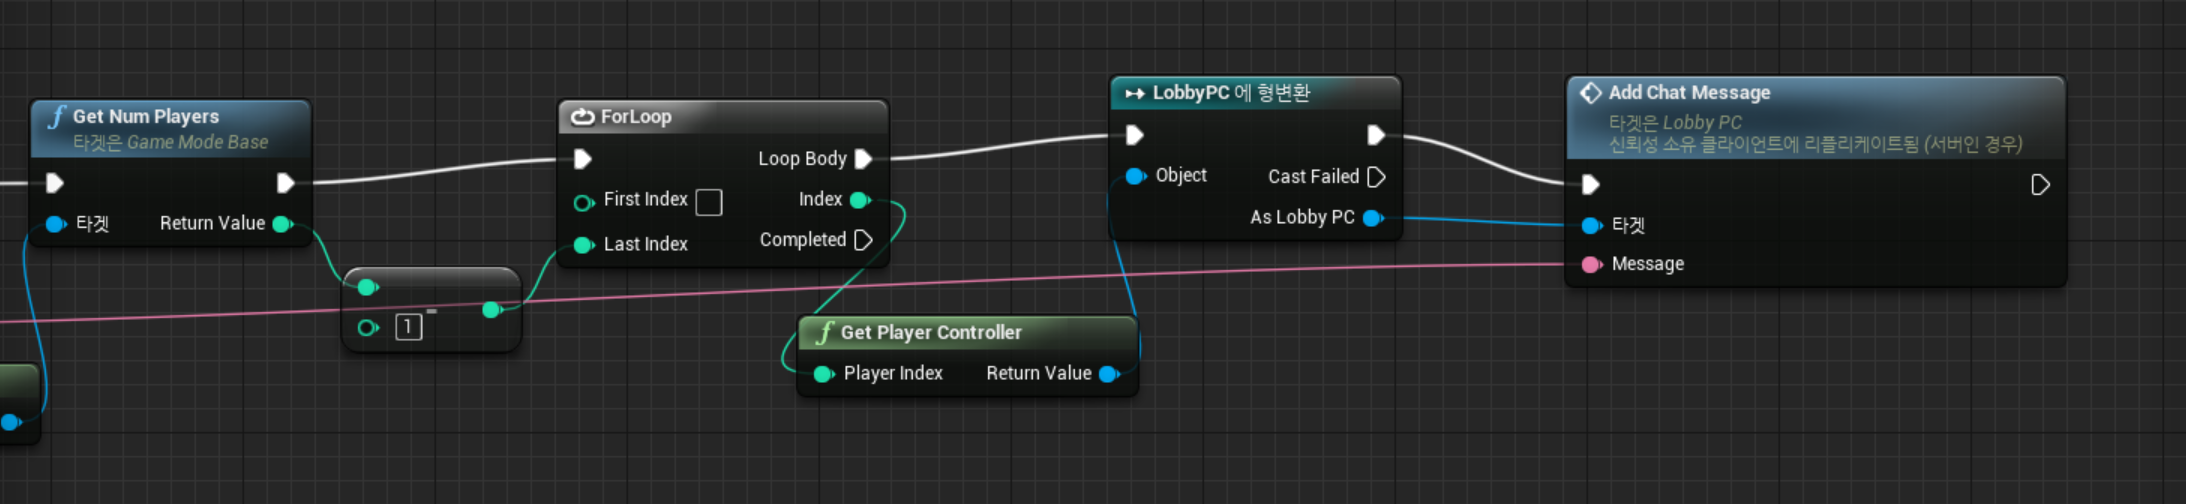 Get Num Players
타겟은 Game Mode Base
타겟
Return Value
1
-
ForLoop
Loop Body
First Index
Index
Last Index
Completed
Get Player Controller
Player Index
Return Value
LobbyPC 에 형변환
Object
Cast Failed
As Lobby PC
Add Chat Message
타겟은 Lobby PC
신뢰성 소유 클라이언트에 리플리케이트됨 (서버인 경우)
타겟
Message